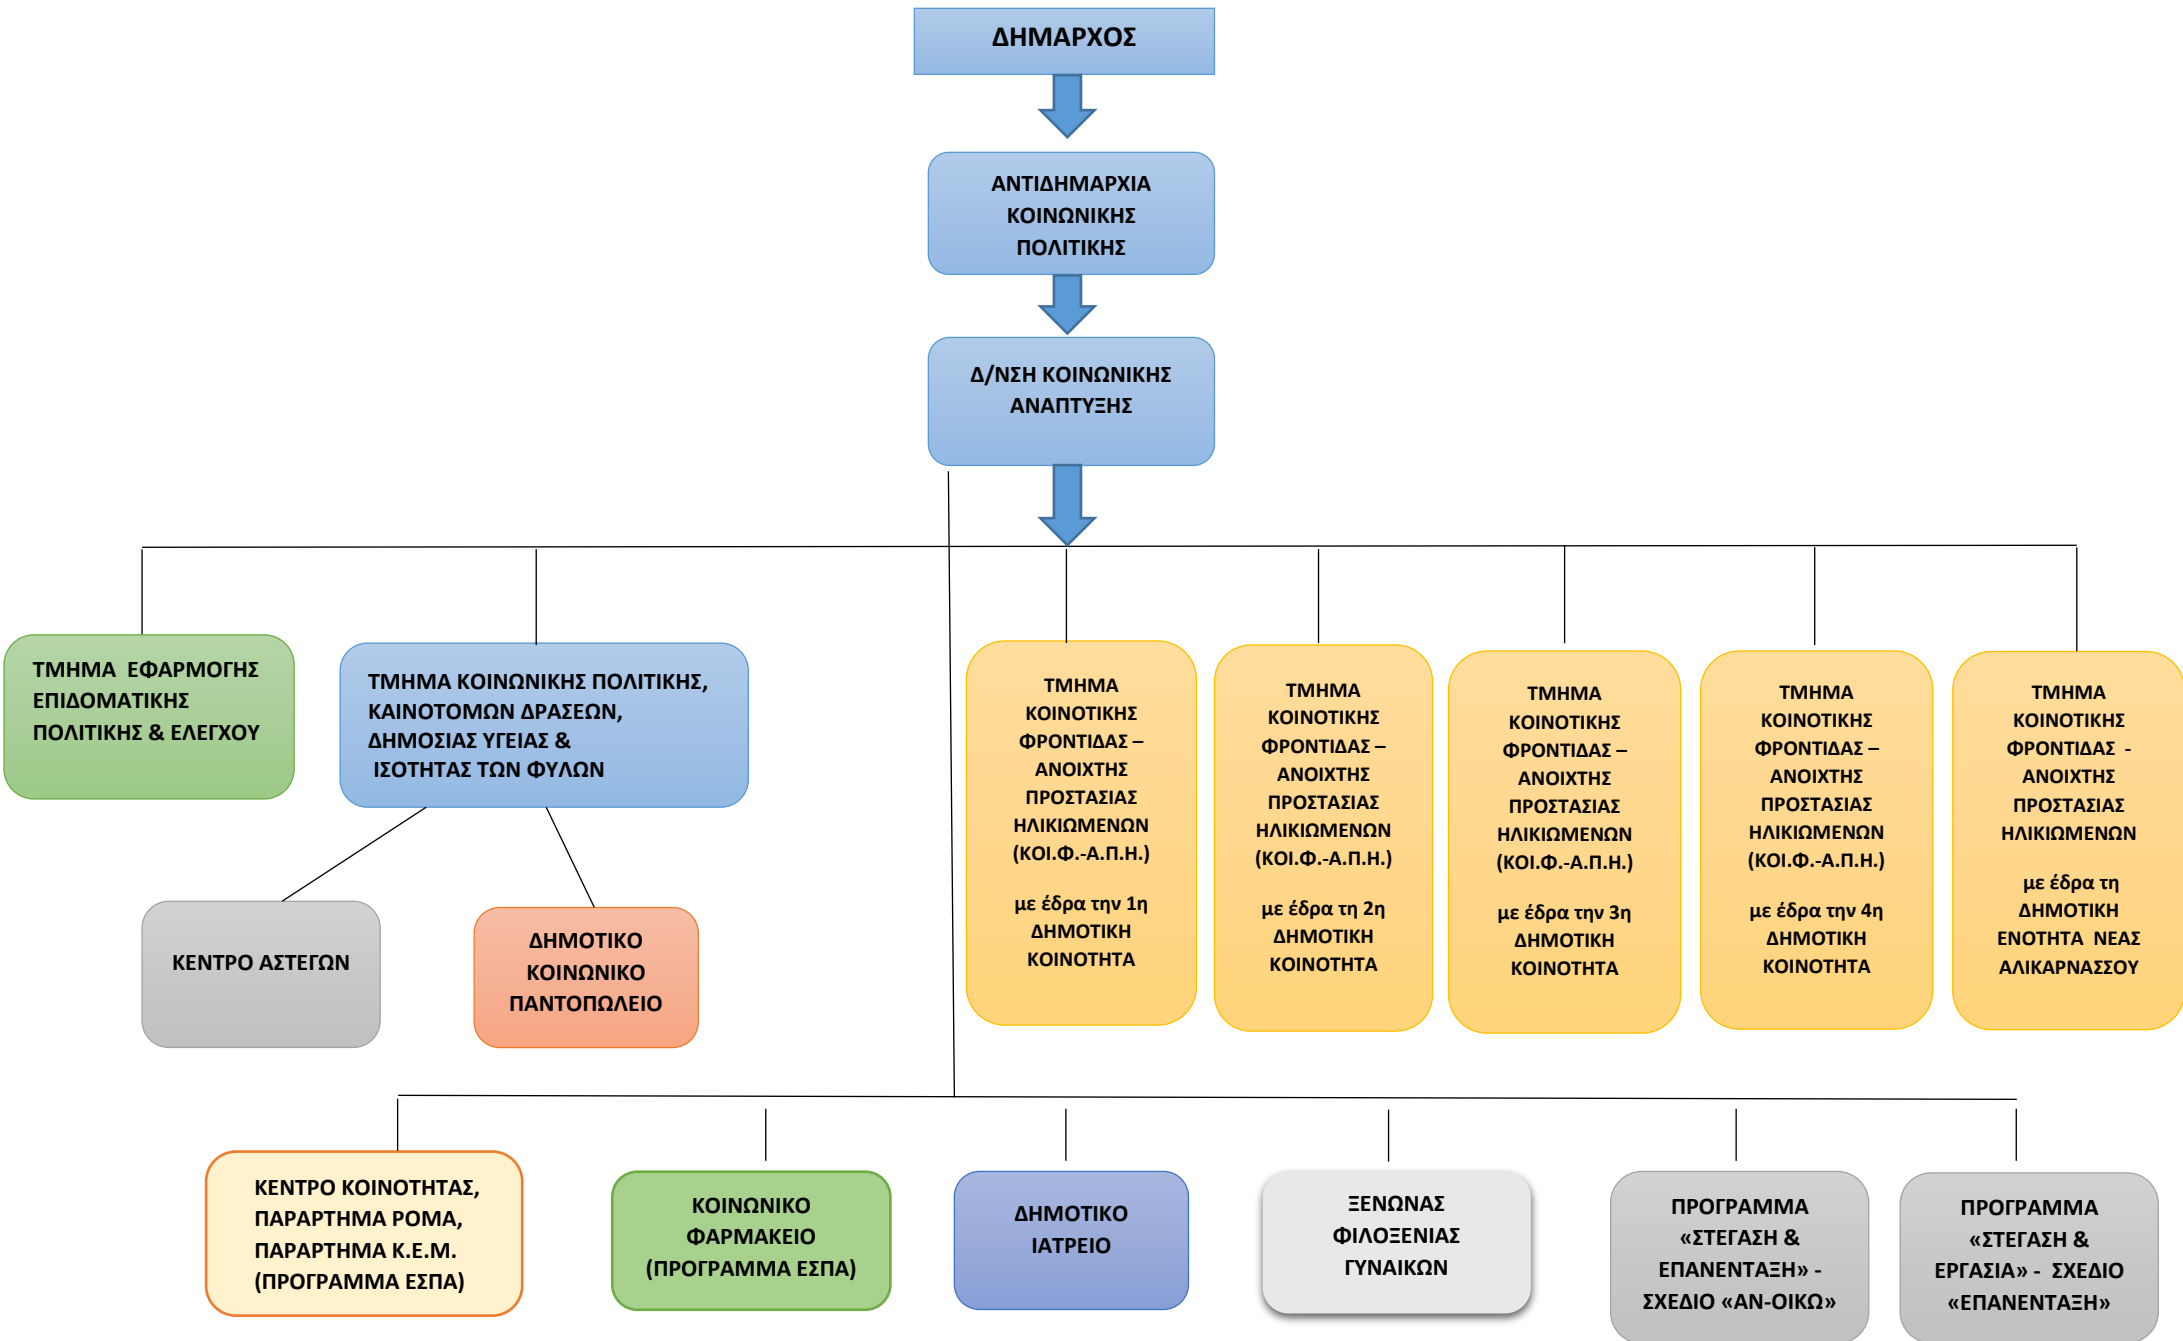 ΔΗΜΑΡΧΟΣ
ΑΝΤΙΔΗΜΑΡΧΙΑ
ΚΟΙΝΩΝΙΚΗΣ
ΠΟΛΙΤΙΚΗΣ
Δ/ΝΣΗ ΚΟΙΝΩΝΙΚΗΣ
ΑΝΑΠΤΥΞΗΣ
ΤΜΗΜΑ ΕΦΑΡΜΟΓΗΣ
ΕΠΙΔΟΜΑΤΙΚΗΣ
ΠΟΛΙΤΙΚΗΣ & ΕΛΕΓΧΟΥ
ΤΜΗΜΑ ΚΟΙΝΩΝΙΚΗΣ ΠΟΛΙΤΙΚΗΣ,
ΚΑΙΝΟΤΟΜΩΝ ΔΡΑΣΕΩΝ,
ΔΗΜΟΣΙΑΣ ΥΓΕΙΑΣ &
ΙΣΟΤΗΤΑΣ ΤΩΝ ΦΥΛΩΝ
ΤΜΗΜΑ
ΚΟΙΝΟΤΙΚΗΣ
ΦΡΟΝΤΙΔΑΣ –
ΑΝΟΙΧΤΗΣ
ΠΡΟΣΤΑΣΙΑΣ
ΗΛΙΚΙΩΜΕΝΩΝ
(ΚΟΙ.Φ.-Α.Π.Η.)
με έδρα την 1η
ΔΗΜΟΤΙΚΗ
ΚΟΙΝΟΤΗΤΑ
ΤΜΗΜΑ
ΚΟΙΝΟΤΙΚΗΣ
ΦΡΟΝΤΙΔΑΣ –
ΑΝΟΙΧΤΗΣ
ΠΡΟΣΤΑΣΙΑΣ
ΗΛΙΚΙΩΜΕΝΩΝ
(ΚΟΙ.Φ.-Α.Π.Η.)
με έδρα τη 2η
ΔΗΜΟΤΙΚΗ
ΚΟΙΝΟΤΗΤΑ
ΤΜΗΜΑ
ΚΟΙΝΟΤΙΚΗΣ
ΦΡΟΝΤΙΔΑΣ –
ΑΝΟΙΧΤΗΣ
ΠΡΟΣΤΑΣΙΑΣ
ΗΛΙΚΙΩΜΕΝΩΝ
(ΚΟΙ.Φ.-Α.Π.Η.)
με έδρα την 3η
ΔΗΜΟΤΙΚΗ
ΚΟΙΝΟΤΗΤΑ
ΤΜΗΜΑ
ΚΟΙΝΟΤΙΚΗΣ
ΦΡΟΝΤΙΔΑΣ –
ΑΝΟΙΧΤΗΣ
ΠΡΟΣΤΑΣΙΑΣ
ΗΛΙΚΙΩΜΕΝΩΝ
(ΚΟΙ.Φ.-Α.Π.Η.)
με έδρα την 4η
ΔΗΜΟΤΙΚΗ
ΚΟΙΝΟΤΗΤΑ
ΤΜΗΜΑ
ΚΟΙΝΟΤΙΚΗΣ
ΦΡΟΝΤΙΔΑΣ -
ΑΝΟΙΧΤΗΣ
ΠΡΟΣΤΑΣΙΑΣ
ΗΛΙΚΙΩΜΕΝΩΝ
με έδρα τη
ΔΗΜΟΤΙΚΗ
ΕΝΟΤΗΤΑ ΝΕΑΣ
ΑΛΙΚΑΡΝΑΣΣΟΥ
ΚΕΝΤΡΟ ΑΣΤΕΓΩΝ
ΔΗΜΟΤΙΚΟ
ΚΟΙΝΩΝΙΚΟ
ΠΑΝΤΟΠΩΛΕΙΟ
ΚΕΝΤΡΟ ΚΟΙΝΟΤΗΤΑΣ,
ΠΑΡΑΡΤΗΜΑ ΡΟΜΑ,
ΠΑΡΑΡΤΗΜΑ Κ.Ε.Μ.
(ΠΡΟΓΡΑΜΜΑ ΕΣΠΑ)
ΚΟΙΝΩΝΙΚΟ
ΦΑΡΜΑΚΕΙΟ
(ΠΡΟΓΡΑΜΜΑ ΕΣΠΑ)
ΔΗΜΟΤΙΚΟ
ΙΑΤΡΕΙΟ
ΞΕΝΩΝΑΣ
ΦΙΛΟΞΕΝΙΑΣ
ΓΥΝΑΙΚΩΝ
ΠΡΟΓΡΑΜΜΑ
«ΣΤΕΓΑΣΗ &
ΕΠΑΝΕΝΤΑΞΗ» -
ΣΧΕΔΙΟ «ΑΝ-ΟΙΚΩ»
ΠΡΟΓΡΑΜΜΑ
«ΣΤΕΓΑΣΗ &
ΕΡΓΑΣΙΑ» - ΣΧΕΔΙΟ
«ΕΠΑΝΕΝΤΑΞΗ»